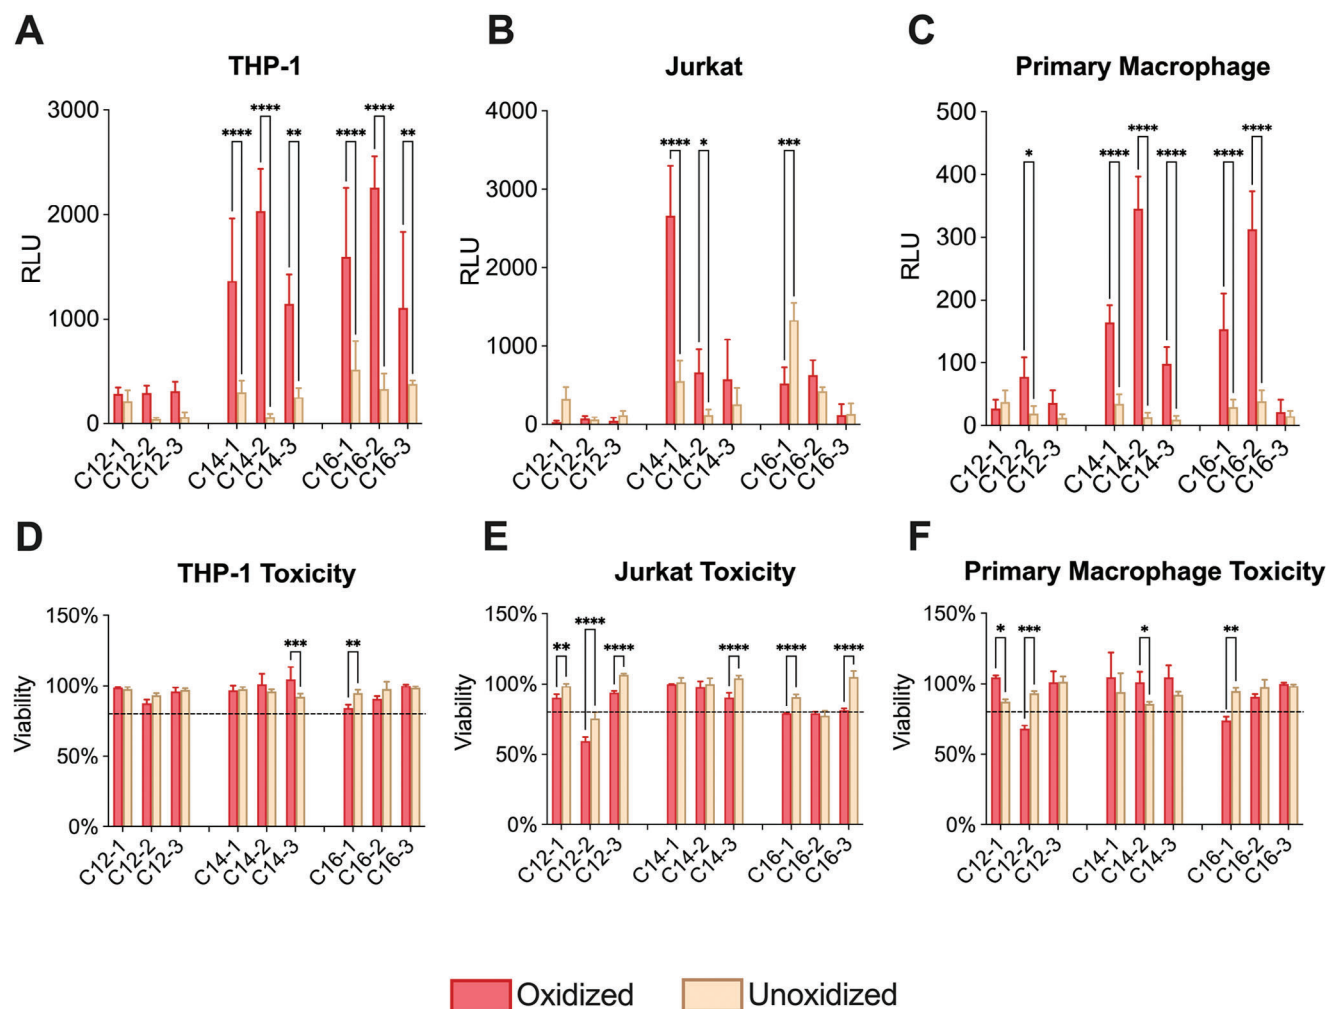 A
THP-1
RLU
3000
2000
1000
0
**** **** ** **** **** **
C12-1 C12-2 C12-3 C14-1 C14-2 C14-3 C16-1 C16-2 C16-3
B
Jurkat
RLU
4000
3000
2000
1000
0
**** * ***
C12-1 C12-2 C12-3 C14-1 C14-2 C14-3 C16-1 C16-2 C16-3
C
Primary Macrophage
RLU
500
400
300
200
100
0
* **** **** **** **** ****
C12-1 C12-2 C12-3 C14-1 C14-2 C14-3 C16-1 C16-2 C16-3
D
THP-1 Toxicity
Viability
150%
100%
50%
0%
*** **
C12-1 C12-2 C12-3 C14-1 C14-2 C14-3 C16-1 C16-2 C16-3
E
Jurkat Toxicity
Viability
150%
100%
50%
0%
** **** **** **** **** ****
C12-1 C12-2 C12-3 C14-1 C14-2 C14-3 C16-1 C16-2 C16-3
F
Primary Macrophage Toxicity
Viability
150%
100%
50%
0%
* *** * **
C12-1 C12-2 C12-3 C14-1 C14-2 C14-3 C16-1 C16-2 C16-3
Oxidized Unoxidized